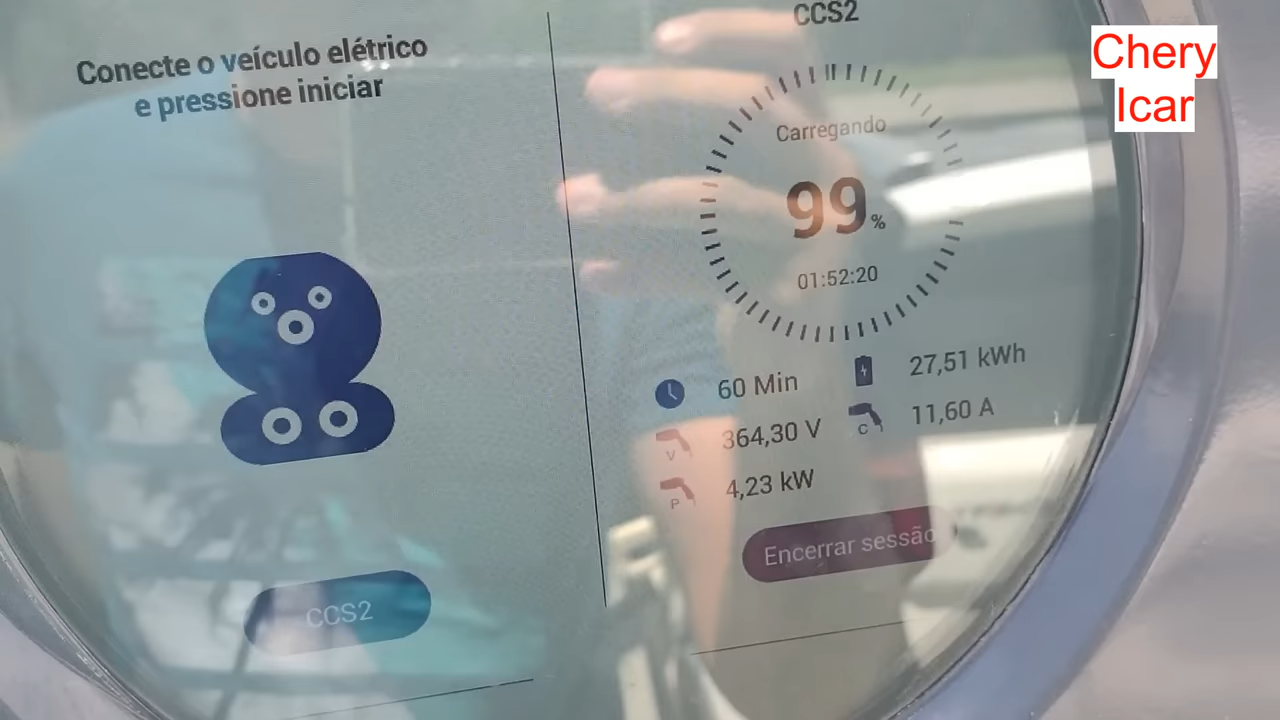 Conecte o veículo elétrico
e pressione iniciar
CCS2
CCS2
Carregando
99%
01:52:20
60 Min
27,51 kWh
364,30 V
V
11,60 A
C
4,23 kW
P
Encerrar sessão
Chery
Icar